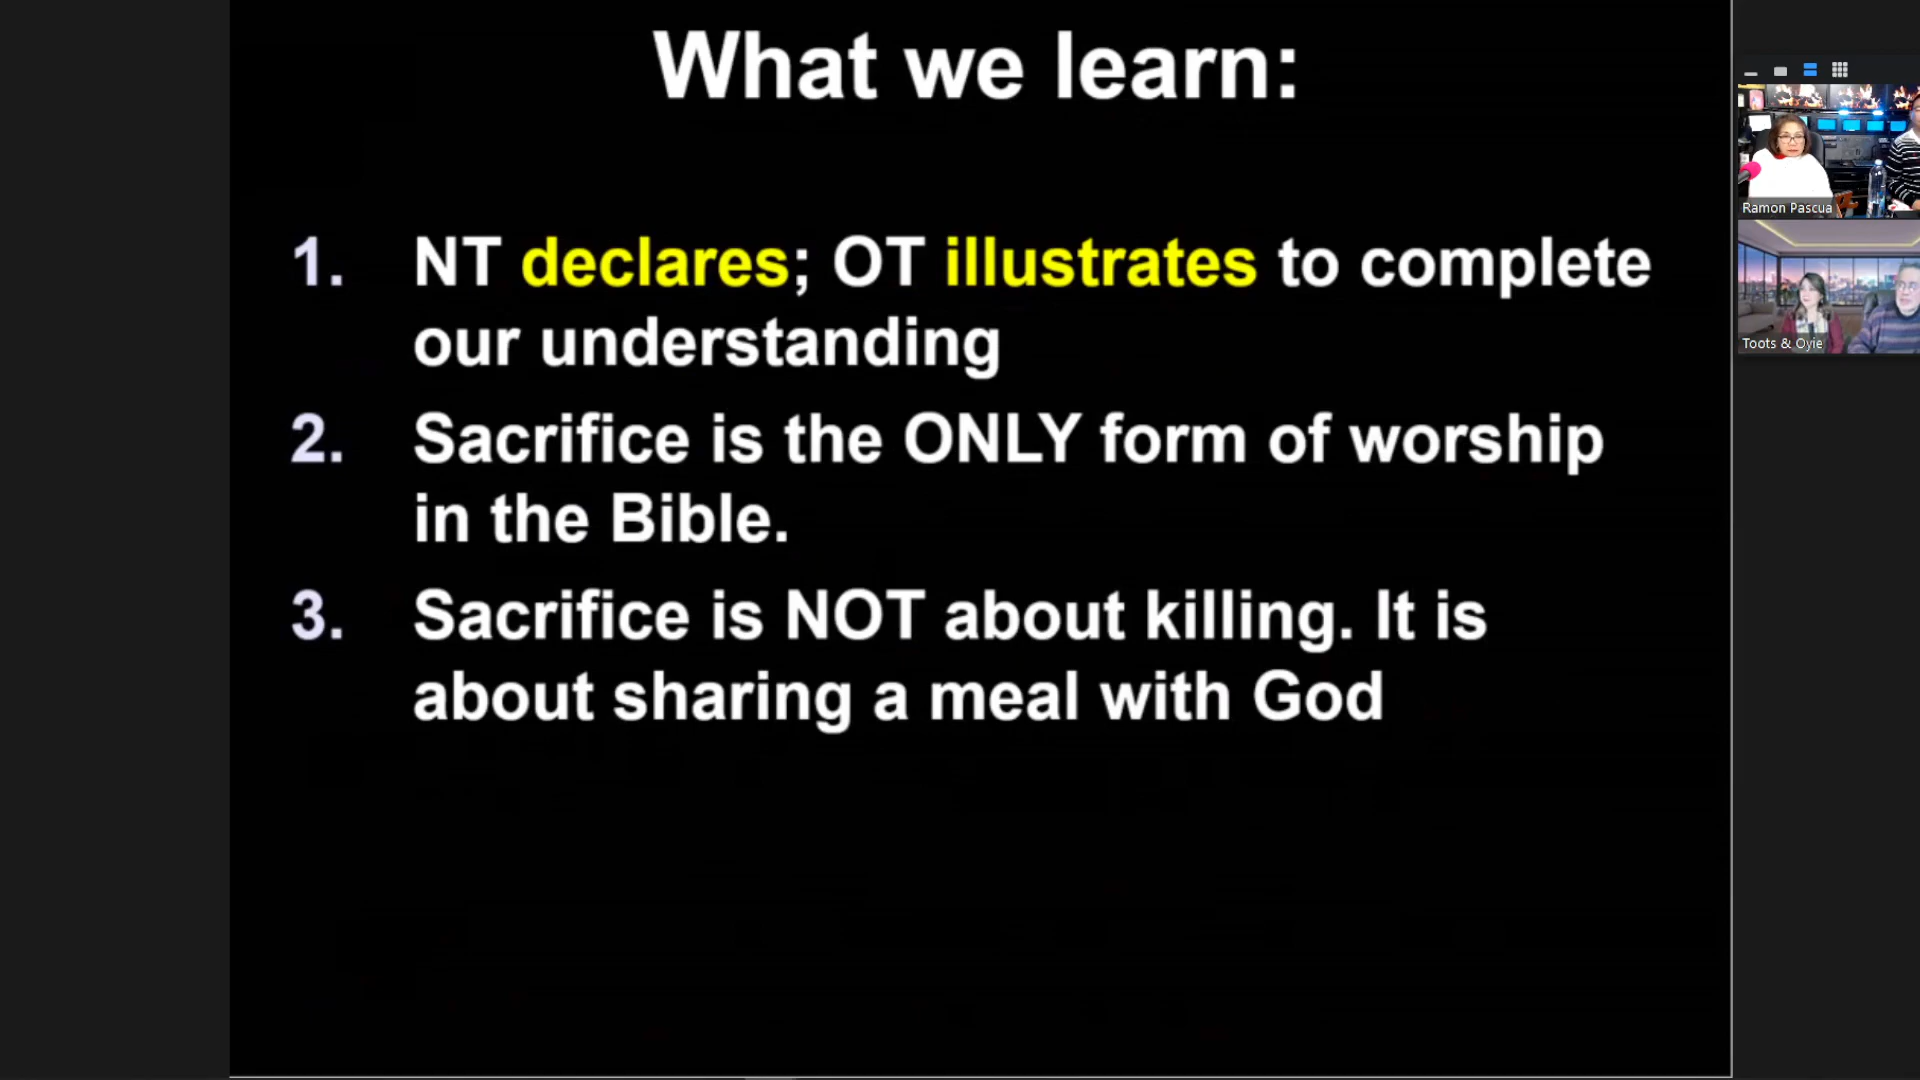 What we learn:
1. NT declares; OT illustrates to complete
our understanding
2. Sacrifice is the ONLY form of worship
in the Bible.
3. Sacrifice is NOT about killing. It is
about sharing a meal with God
Ramon Pascua
Toots & Oyie